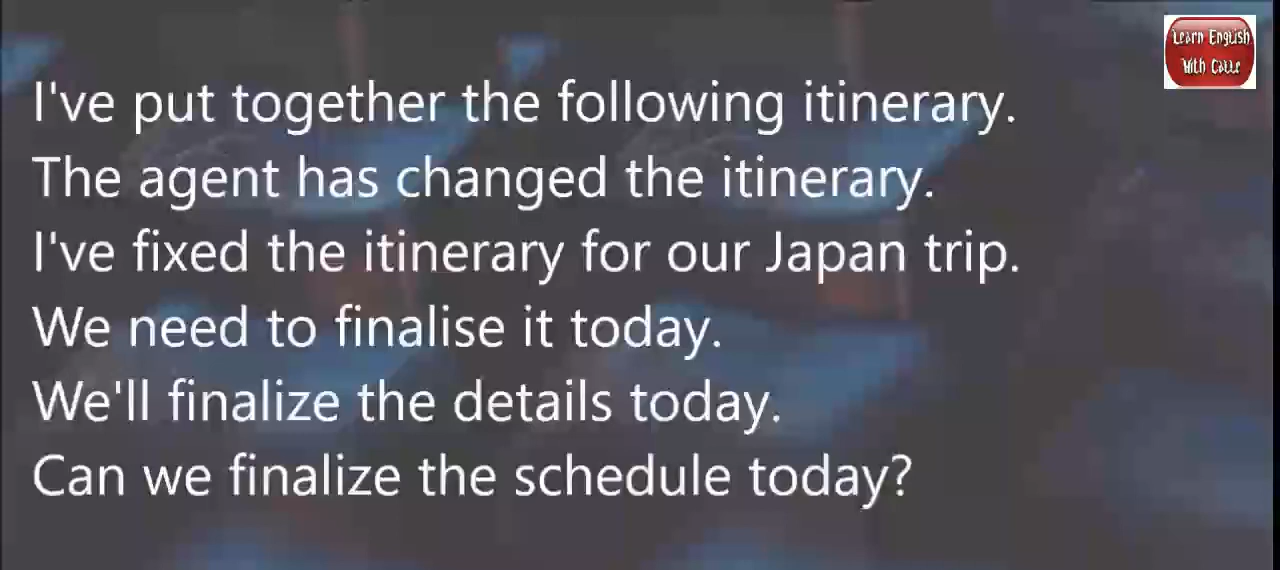 Learn English
With Cate
I've put together the following itinerary.
The agent has changed the itinerary.
I've fixed the itinerary for our Japan trip.
We need to finalise it today.
We'll finalize the details today.
Can we finalize the schedule today?